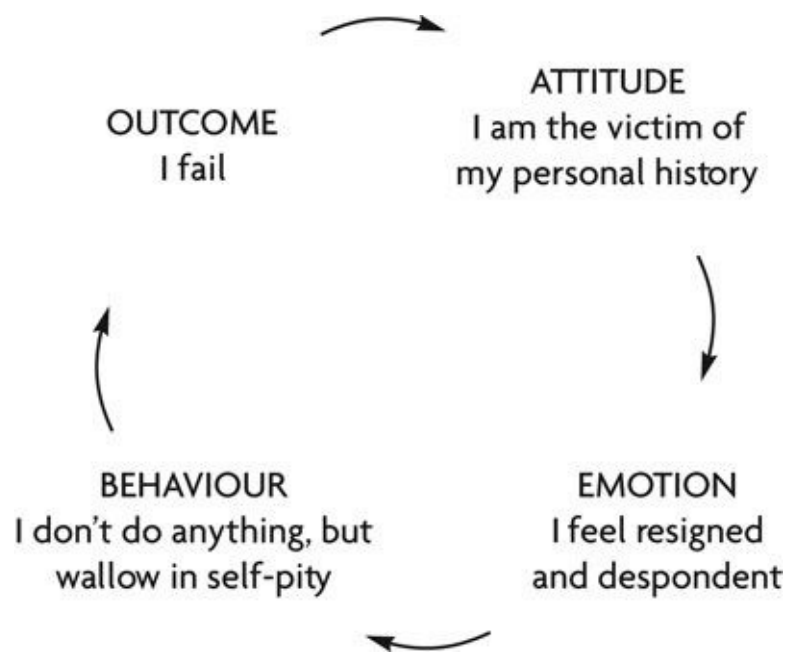 OUTCOME
I fail
ATTITUDE
I am the victim of
my personal history
EMOTION
I feel resigned
and despondent
BEHAVIOUR
I don’t do anything, but
wallow in self-pity